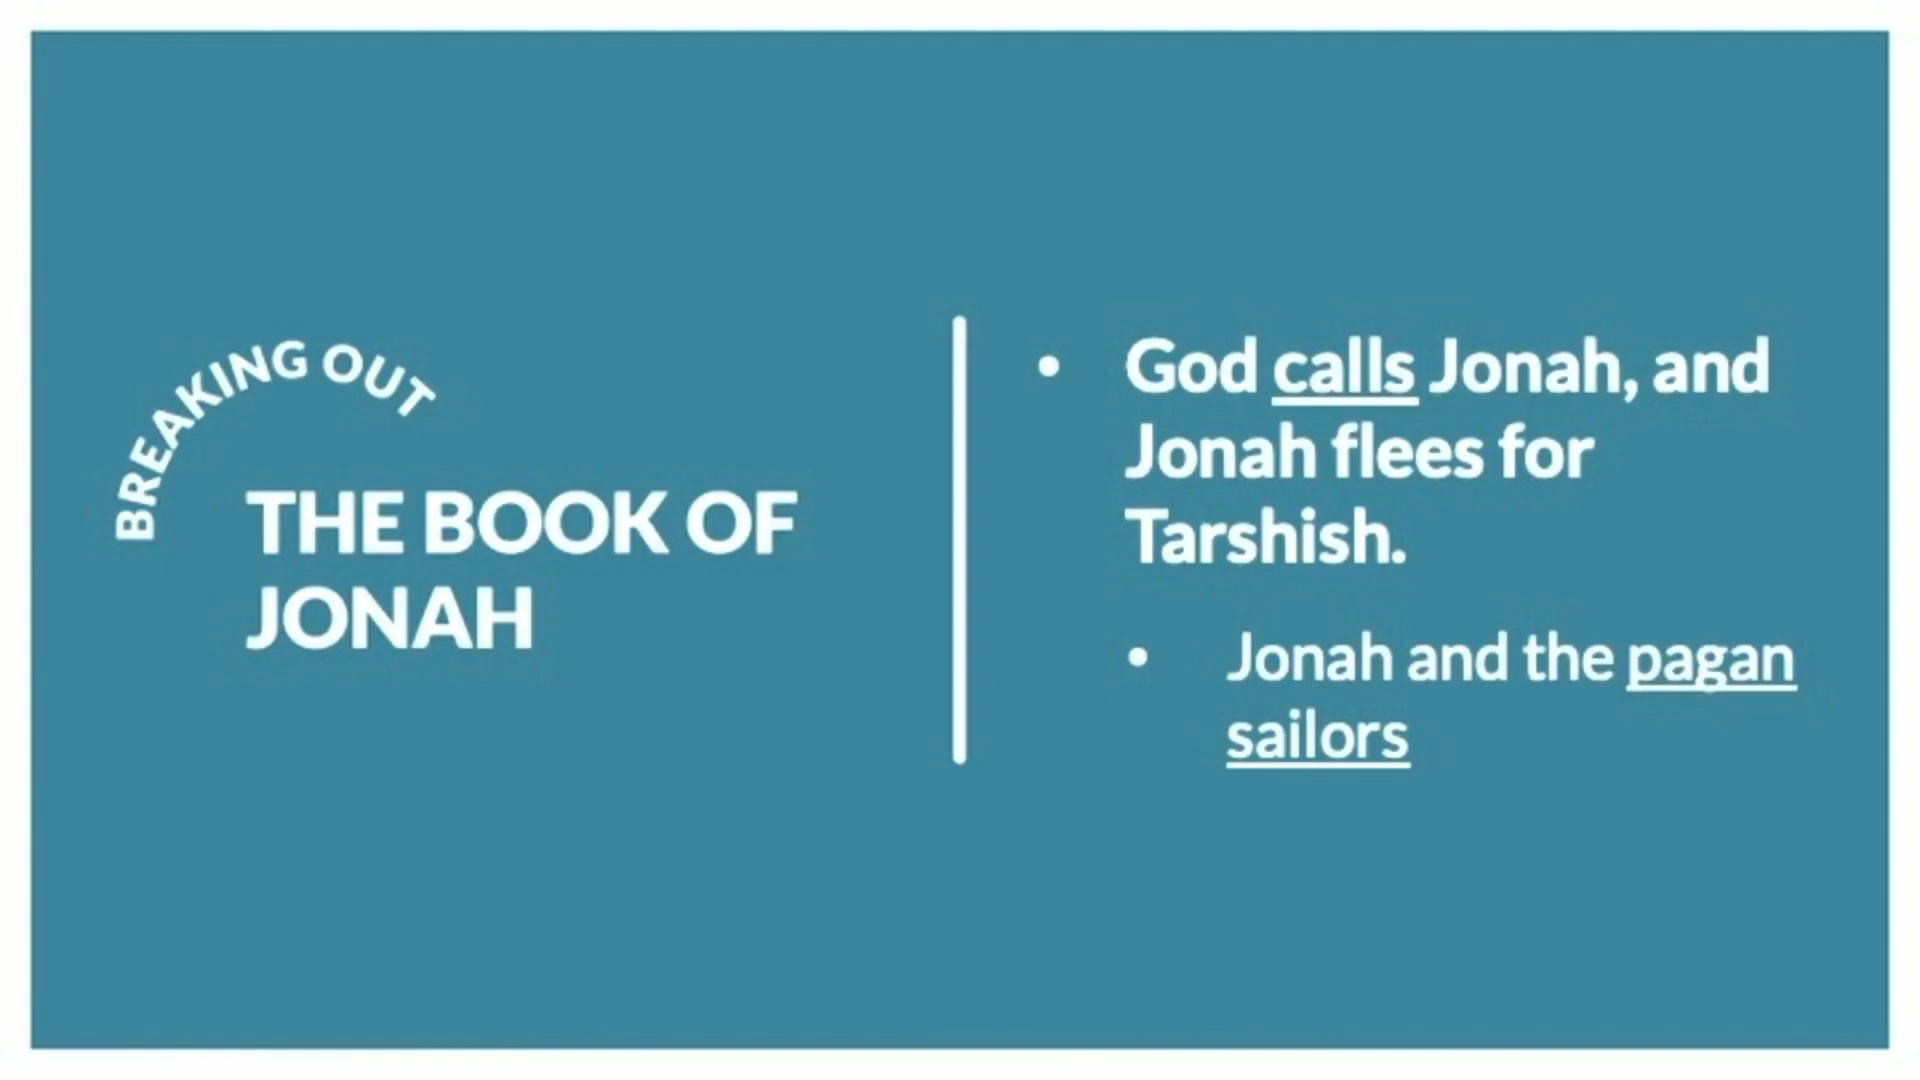 BREAKING OUT
THE BOOK OF
JONAH
• God calls Jonah, and
Jonah flees for
Tarshish.
• Jonah and the pagan
sailors